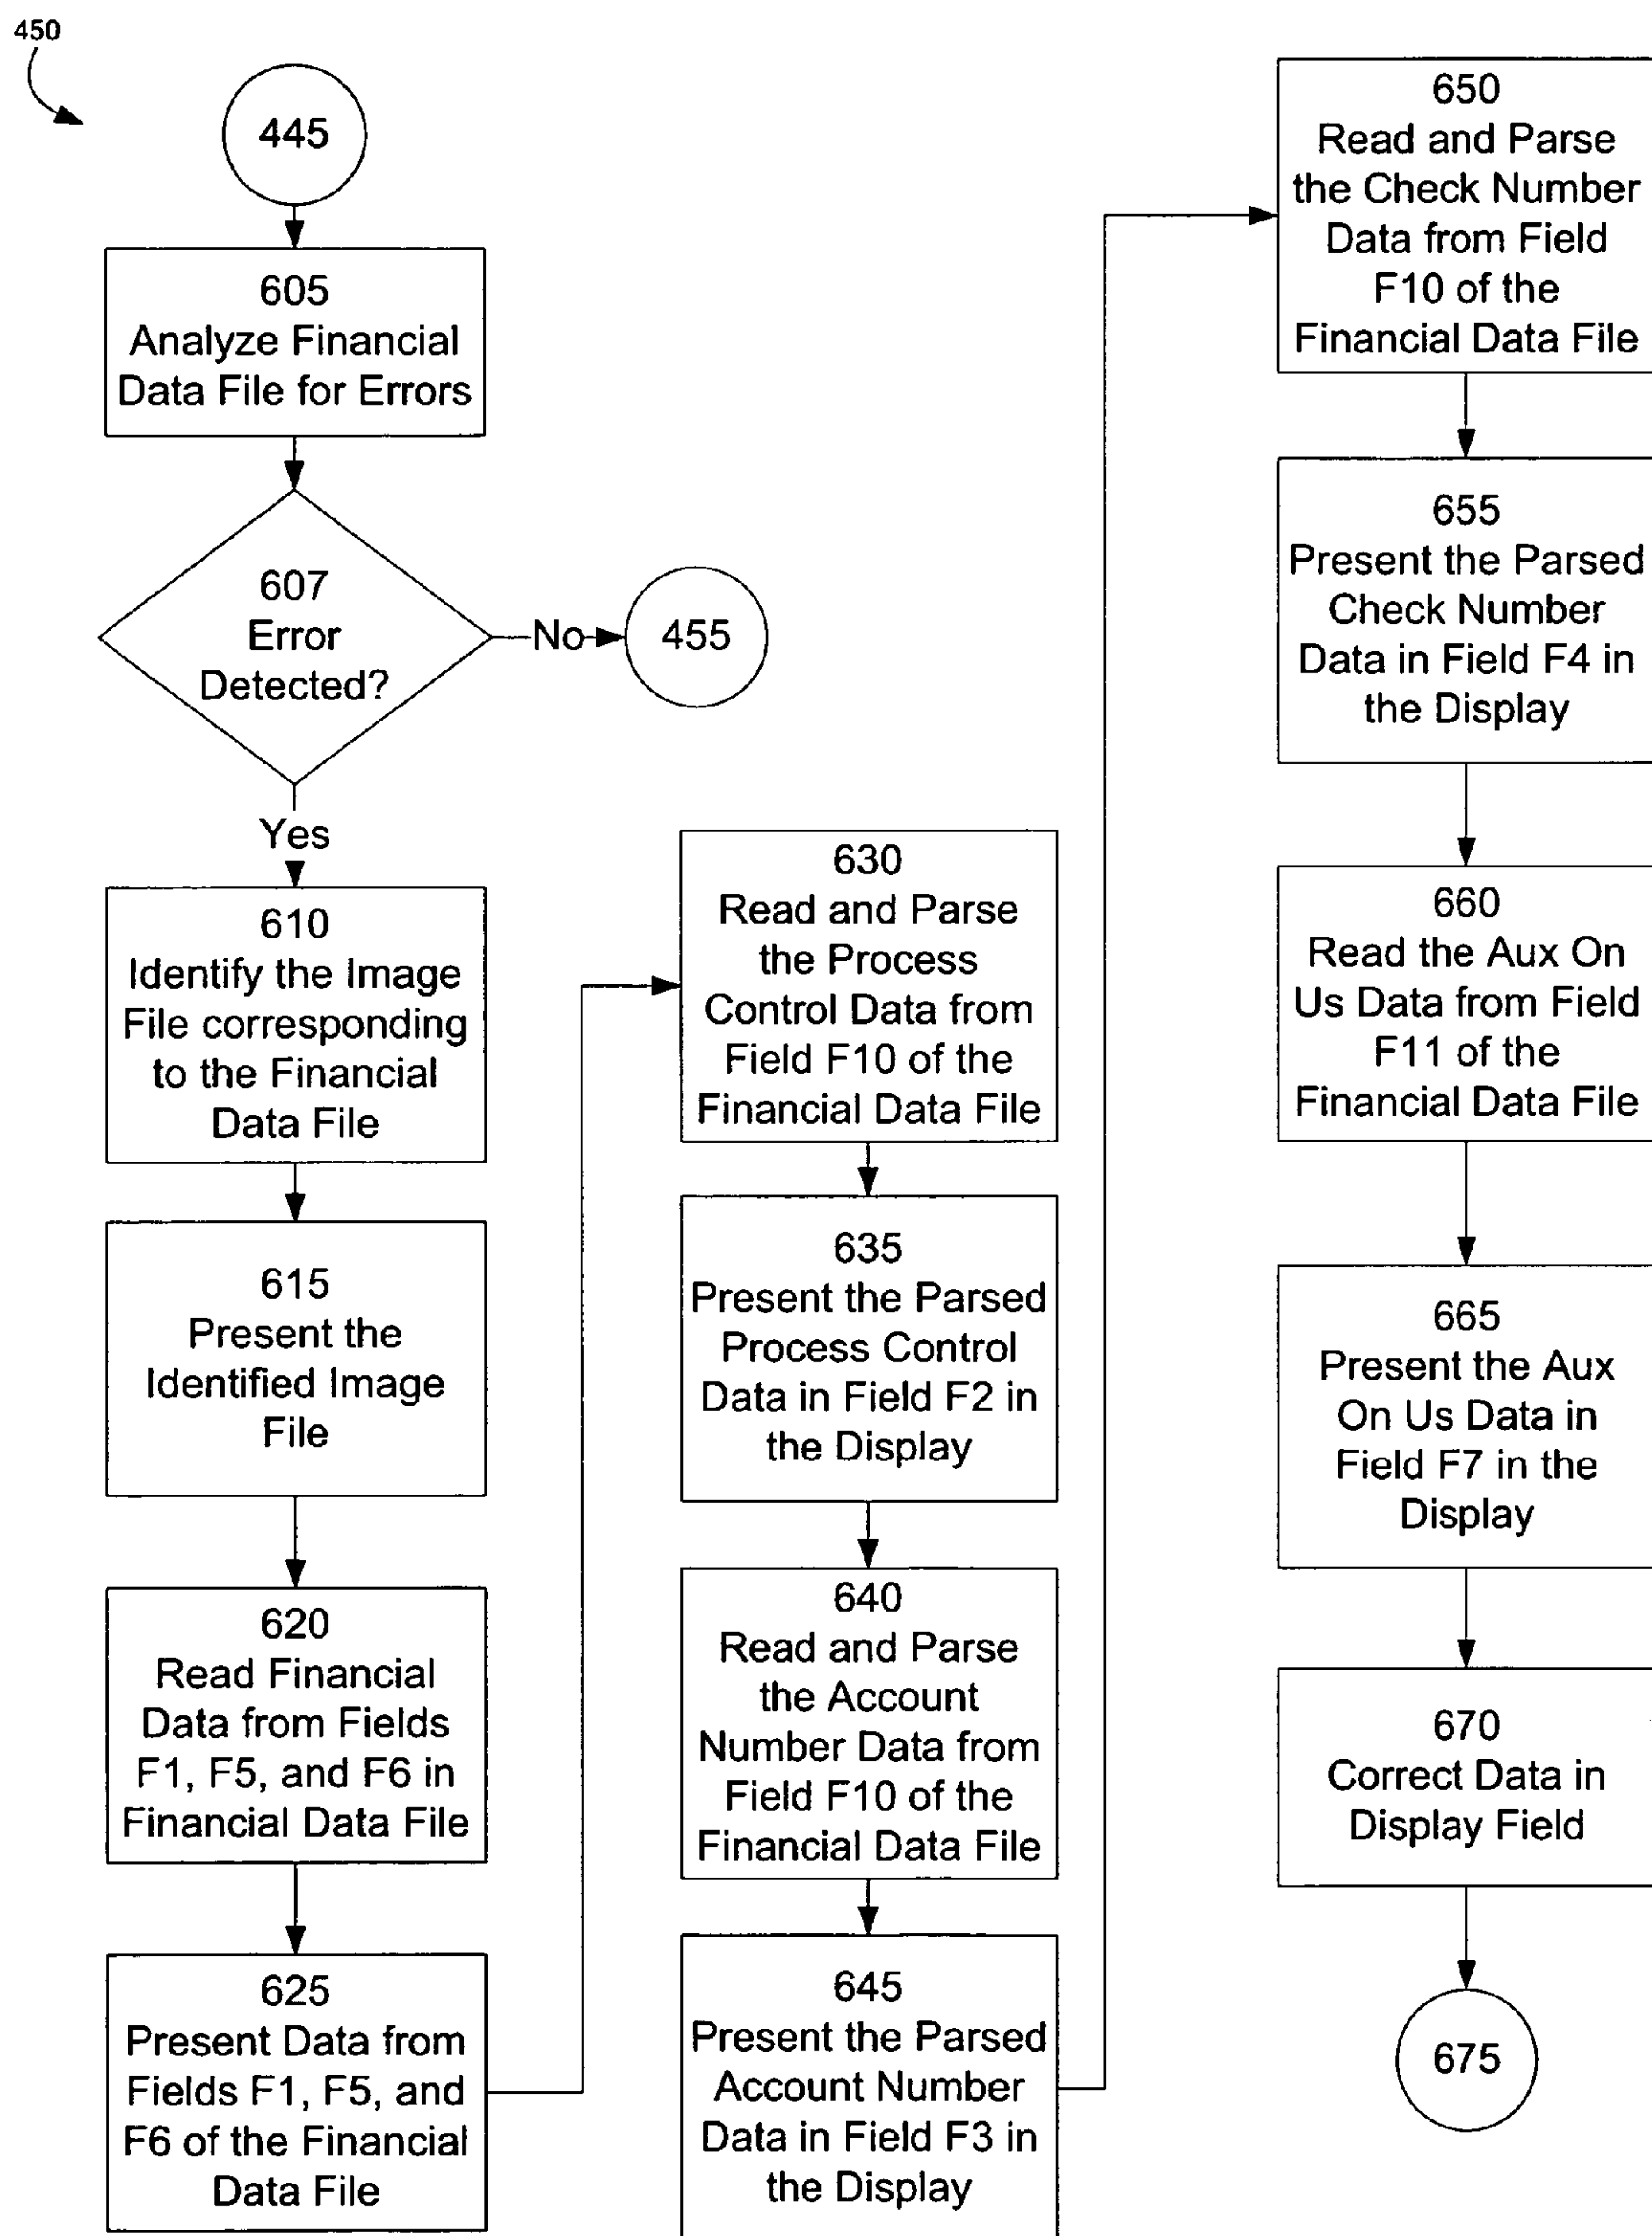 450
445
605
Analyze Financial
Data File for Errors
607
Error
Detected?
No
455
Yes
610
Identify the Image
File corresponding
to the Financial
Data File
615
Present the
Identified Image
File
620
Read Financial
Data from Fields
F1, F5, and F6 in
Financial Data File
625
Present Data from
Fields F1, F5, and
F6 of the Financial
Data File
630
Read and Parse
the Process
Control Data from
Field F10 of the
Financial Data File
635
Present the Parsed
Process Control
Data in Field F2 in
the Display
640
Read and Parse
the Account
Number Data from
Field F10 of the
Financial Data File
645
Present the Parsed
Account Number
Data in Field F3 in
the Display
650
Read and Parse
the Check Number
Data from Field
F10 of the
Financial Data File
655
Present the Parsed
Check Number
Data in Field F4 in
the Display
660
Read the Aux On
Us Data from Field
F11 of the
Financial Data File
665
Present the Aux
On Us Data in
Field F7 in the
Display
670
Correct Data in
Display Field
675